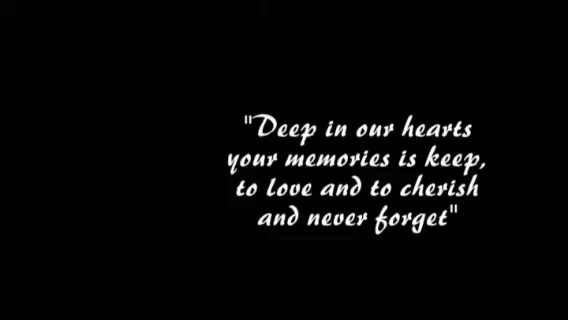 "Deep in our hearts
your memories is keep,
to love and to cherish
and never forget"